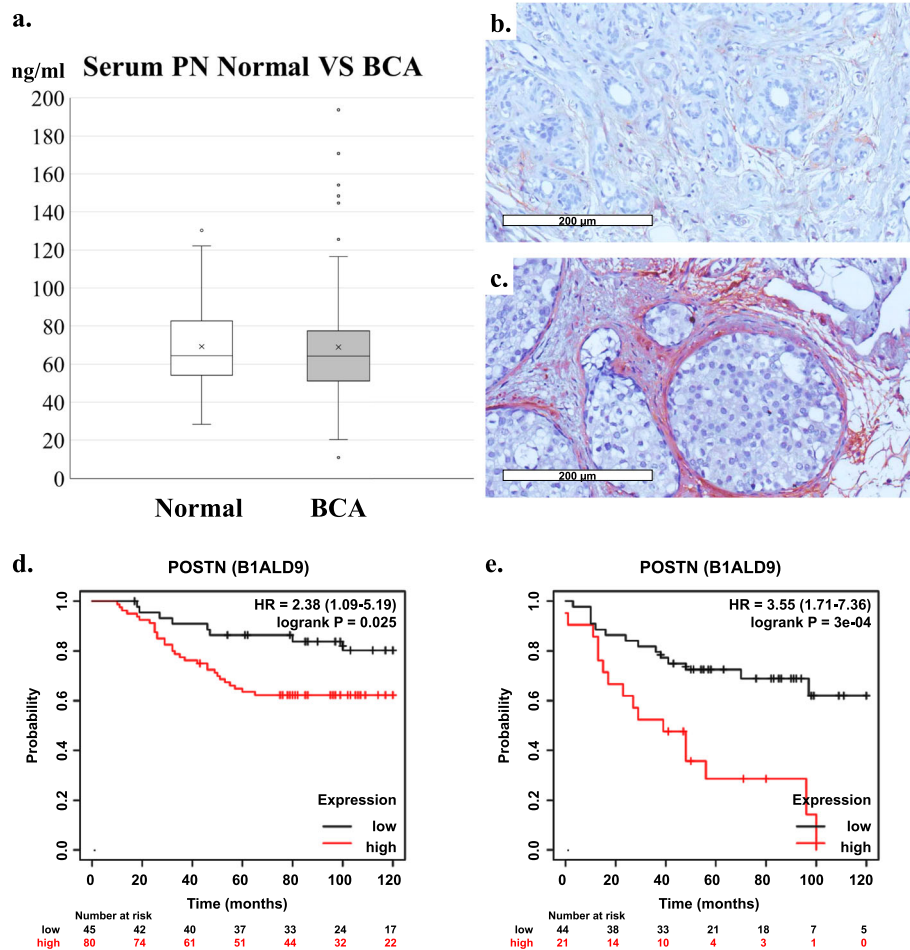 a.
ng/ml Serum PN Normal VS BCA
200
180
160
140
120
100
80
60
40
20
0
Normal BCA
b.
200 µm
c.
200 µm
d.
POSTN (B1ALD9)
HR = 2.38 (1.09-5.19)
logrank P = 0.025
Probability
1.0
0.8
0.6
0.4
0.2
0.0
Expression
low
high
0 20 40 60 80 100 120
Time (months)
Number at risk
low 45 42 40 37 33 24 17
high 80 74 61 51 44 32 22
e.
POSTN (B1ALD9)
HR = 3.55 (1.71-7.36)
logrank P = 3e-04
Probability
1.0
0.8
0.6
0.4
0.2
0.0
Expression
low
high
0 20 40 60 80 100 120
Time (months)
Number at risk
low 44 38 33 21 18 7 5
high 21 14 10 4 3 1 0